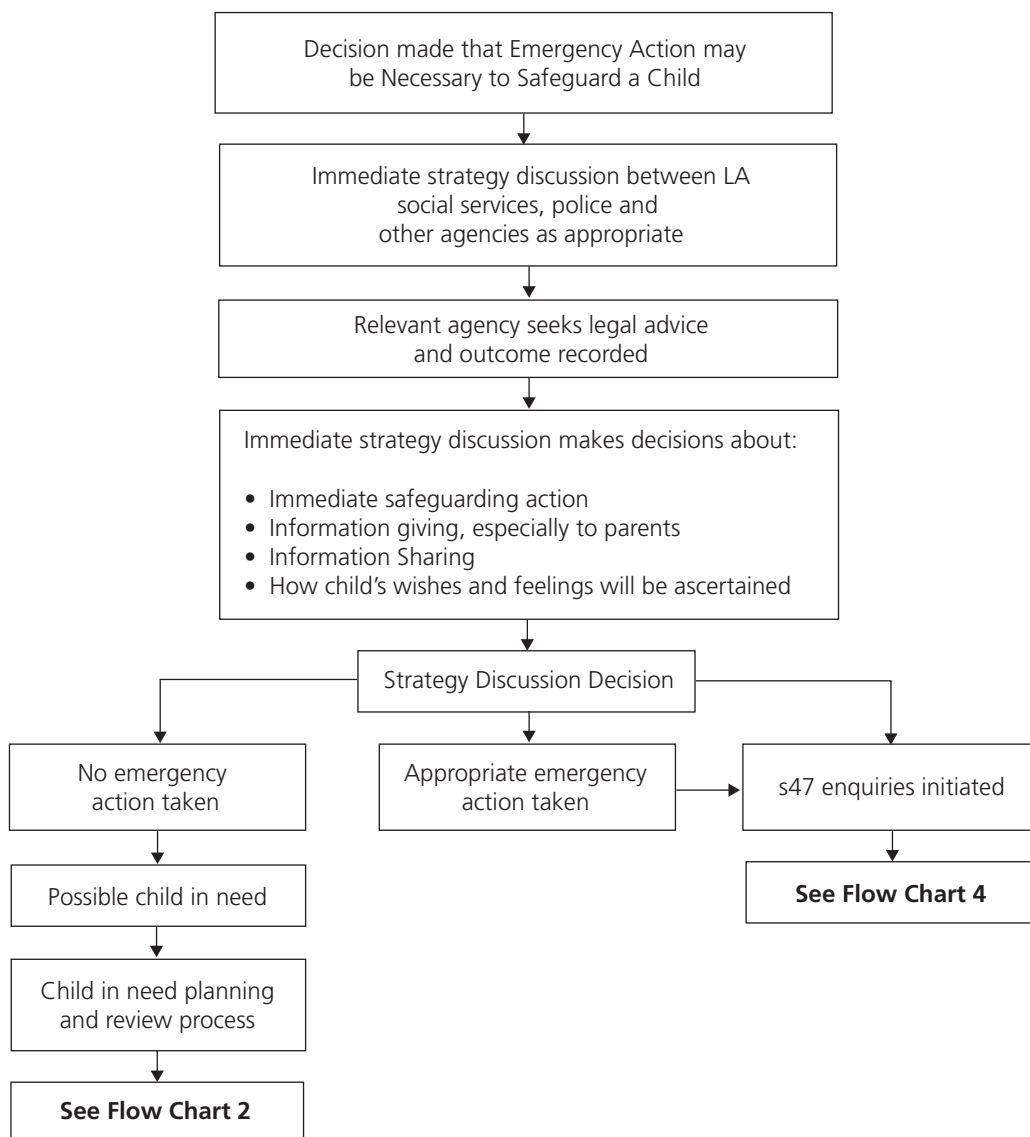 Decision made that Emergency Action may
be Necessary to Safeguard a Child
Immediate strategy discussion between LA
social services, police and
other agencies as appropriate
Relevant agency seeks legal advice
and outcome recorded
Immediate strategy discussion makes decisions about:
• Immediate safeguarding action
• Information giving, especially to parents
• Information Sharing
• How child’s wishes and feelings will be ascertained
Strategy Discussion Decision
No emergency
action taken
Appropriate emergency
action taken
s47 enquiries initiated
Possible child in need
See Flow Chart 4
Child in need planning
and review process
See Flow Chart 2